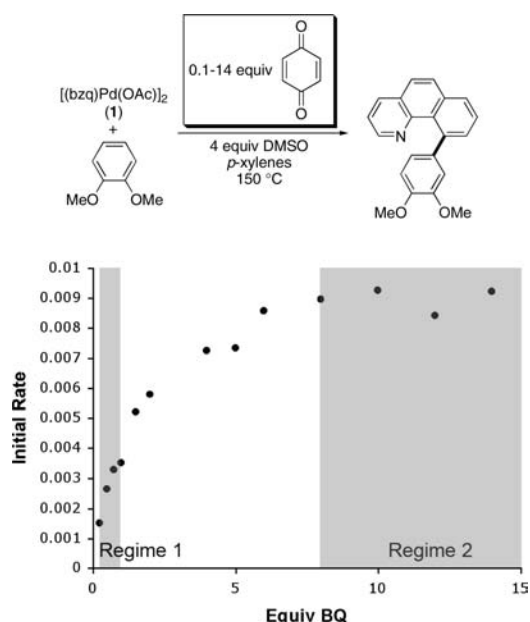 O
0.1-14 equiv
O
[(bzq)Pd(OAc)]2
(1)
+
4 equiv DMSO
p-xylenes
150 °C
N
MeO OMe
MeO OMe
0.01
0.009
0.008
0.007
0.006
0.005
0.004
0.003
0.002
0.001
0
Initial Rate
Regime 1
Regime 2
0 5 10 15
Equiv BQ